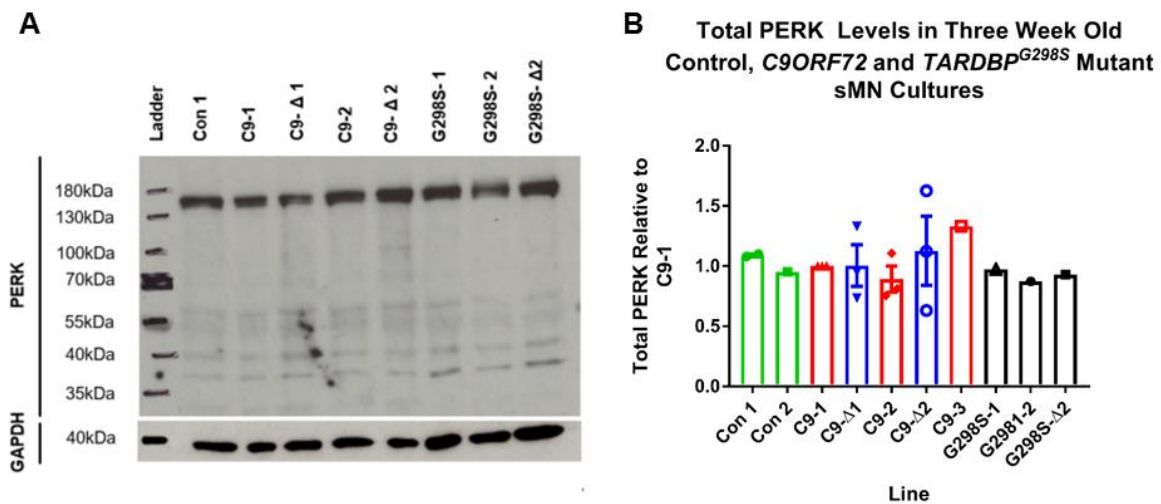 A
Ladder
Con 1
C9-1
C9- Δ 1
C9-2
C9- Δ 2
G298S- 1
G298S- 2
G298S- Δ2
PERK
180kDa
130kDa
100kDa
70kDa
55kDa
40kDa
35kDa
GAPDH
40kDa
B
Total PERK Levels in Three Week Old
Control, C9ORF72 and TARDBP^G298S Mutant
sMN Cultures
Total PERK Relative to
C9-1
2.0
1.5
1.0
0.5
0.0
Con 1
Con 2
C9-1
C9-Δ1
C9-2
C9-Δ2
C9-3
G298S-1
G2981-2
G298S-Δ2
Line